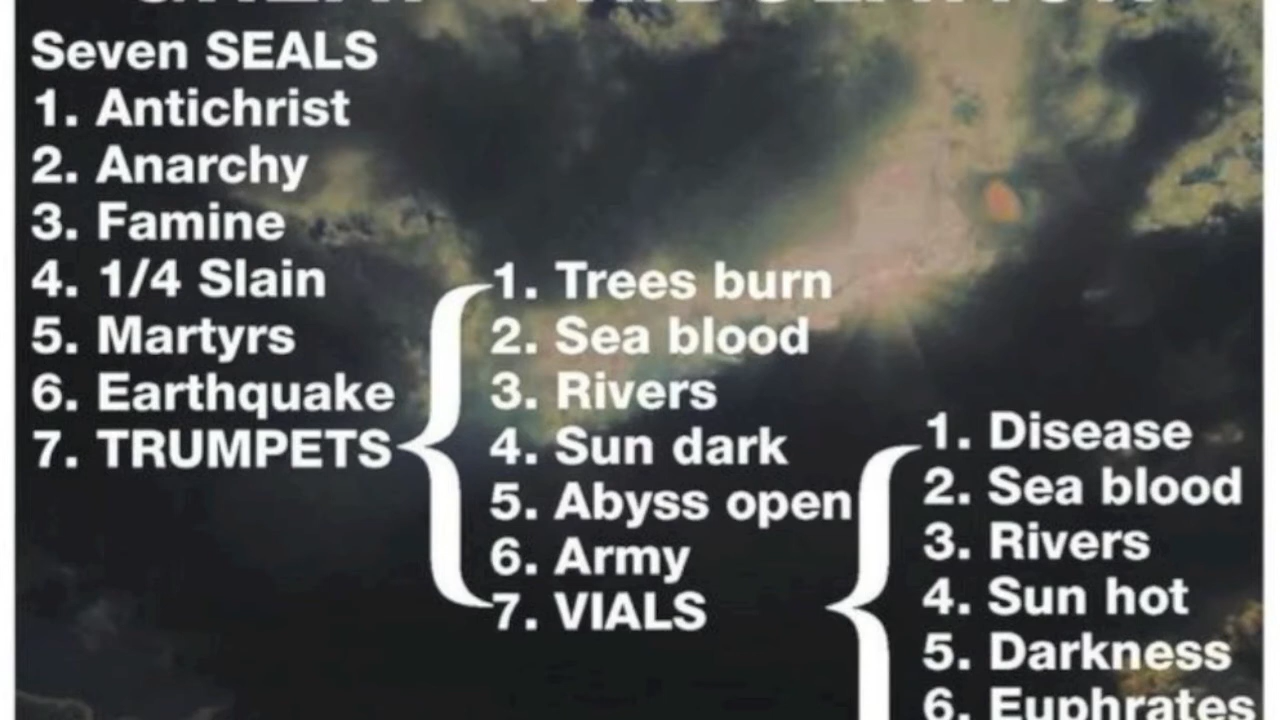 Seven SEALS
1. Antichrist
2. Anarchy
3. Famine
4. 1/4 Slain
5. Martyrs
6. Earthquake
7. TRUMPETS
1. Trees burn
2. Sea blood
3. Rivers
4. Sun dark
5. Abyss open
6. Army
7. VIALS
1. Disease
2. Sea blood
3. Rivers
4. Sun hot
5. Darkness
6. Euphrates